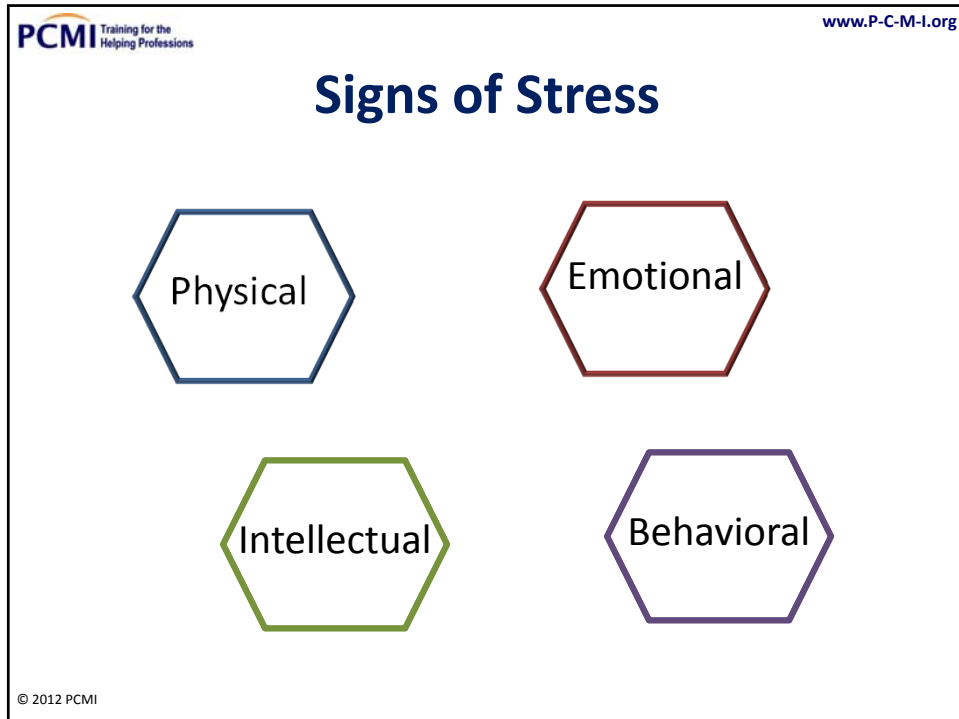 PCMI Training for the
Helping Professions
www.P-C-M-I.org
Signs of Stress
Physical
Emotional
Intellectual
Behavioral
© 2012 PCMI